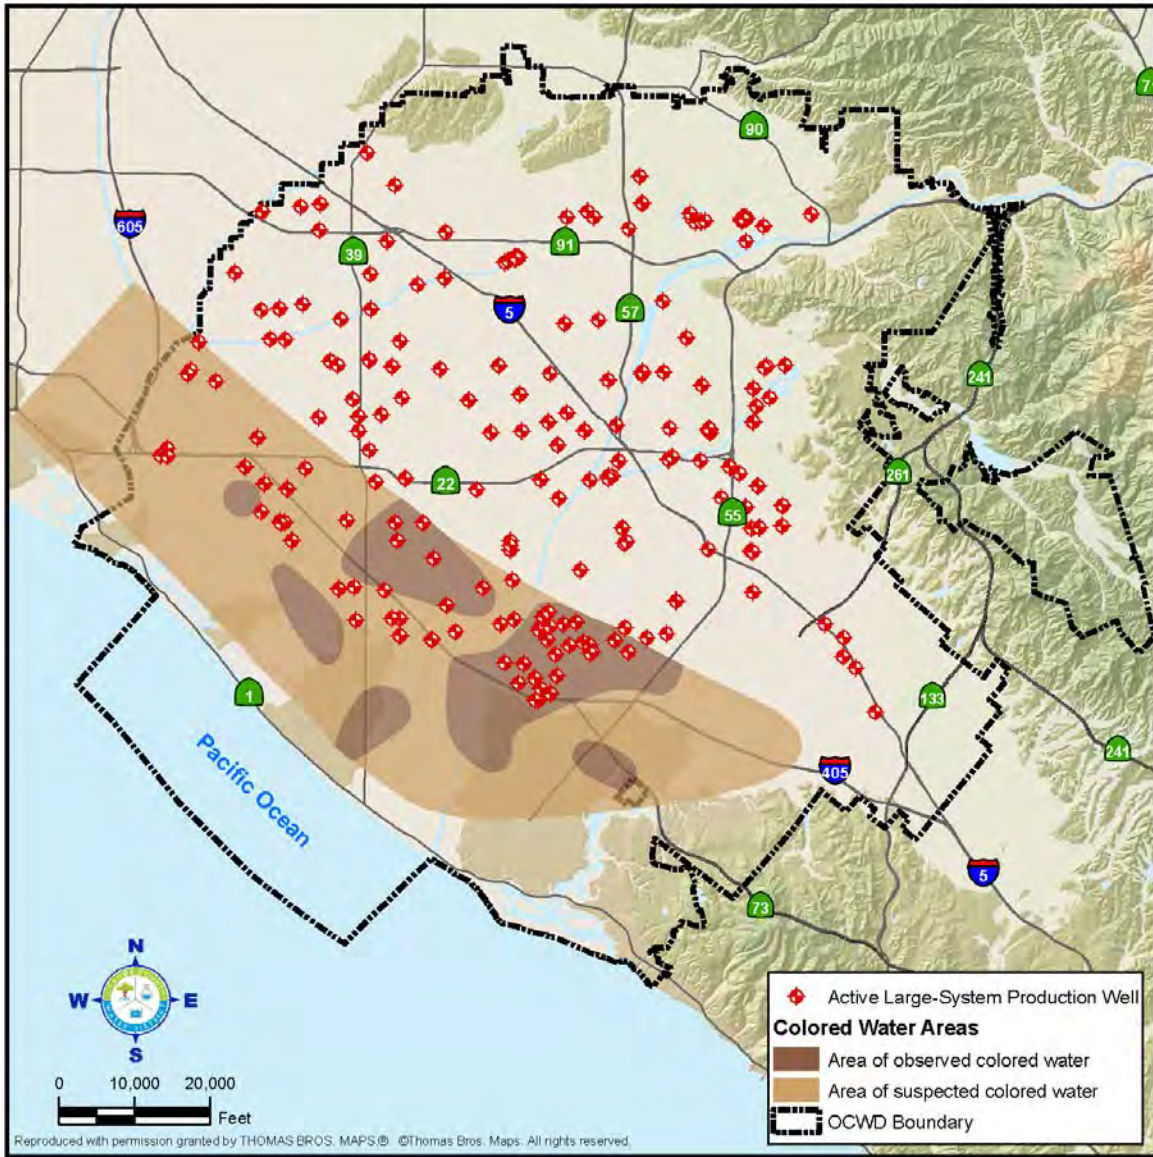 7
90
605
39
91
5
57
241
261
22
55
1
133
241
405
5
73
Pacific Ocean
N
W E
S
0 10,000 20,000
Feet
Active Large-System Production Well
Colored Water Areas
Area of observed colored water
Area of suspected colored water
OCWD Boundary
Reproduced with permission granted by THOMAS BROS. MAPS ® ©Thomas Bros. Maps. All rights reserved.